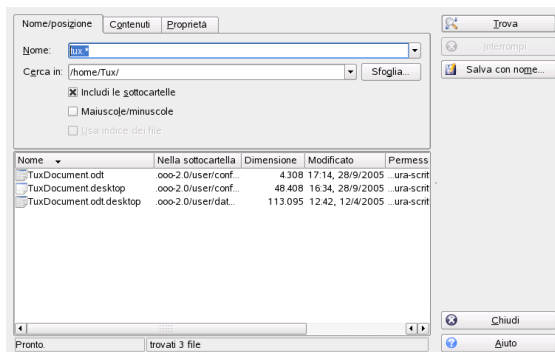 Nome/posizione Contenuti Proprietà
Nome: tux.*
Cerca in: /home/Tux/ Sfoglia...
Includi le sottocartelle
Maiuscole/minuscole
Usa indice dei file
Trova
Interrompi
Salva con nome...
Nome Nella sottocartella Dimensione Modificato Permess
TuxDocument.odt .ooo-2.0/user/conf... 4.308 17:14, 28/9/2005 ...ura-scrit
TuxDocument.desktop .ooo-2.0/user/conf... 48.408 16:34, 28/9/2005 ...ura-scrit
TuxDocument.odt.desktop .ooo-2.0/user/dat... 113.095 12:42, 12/4/2005 ...ura-scrit
Chiudi
Pronto. trovati 3 file
Aiuto